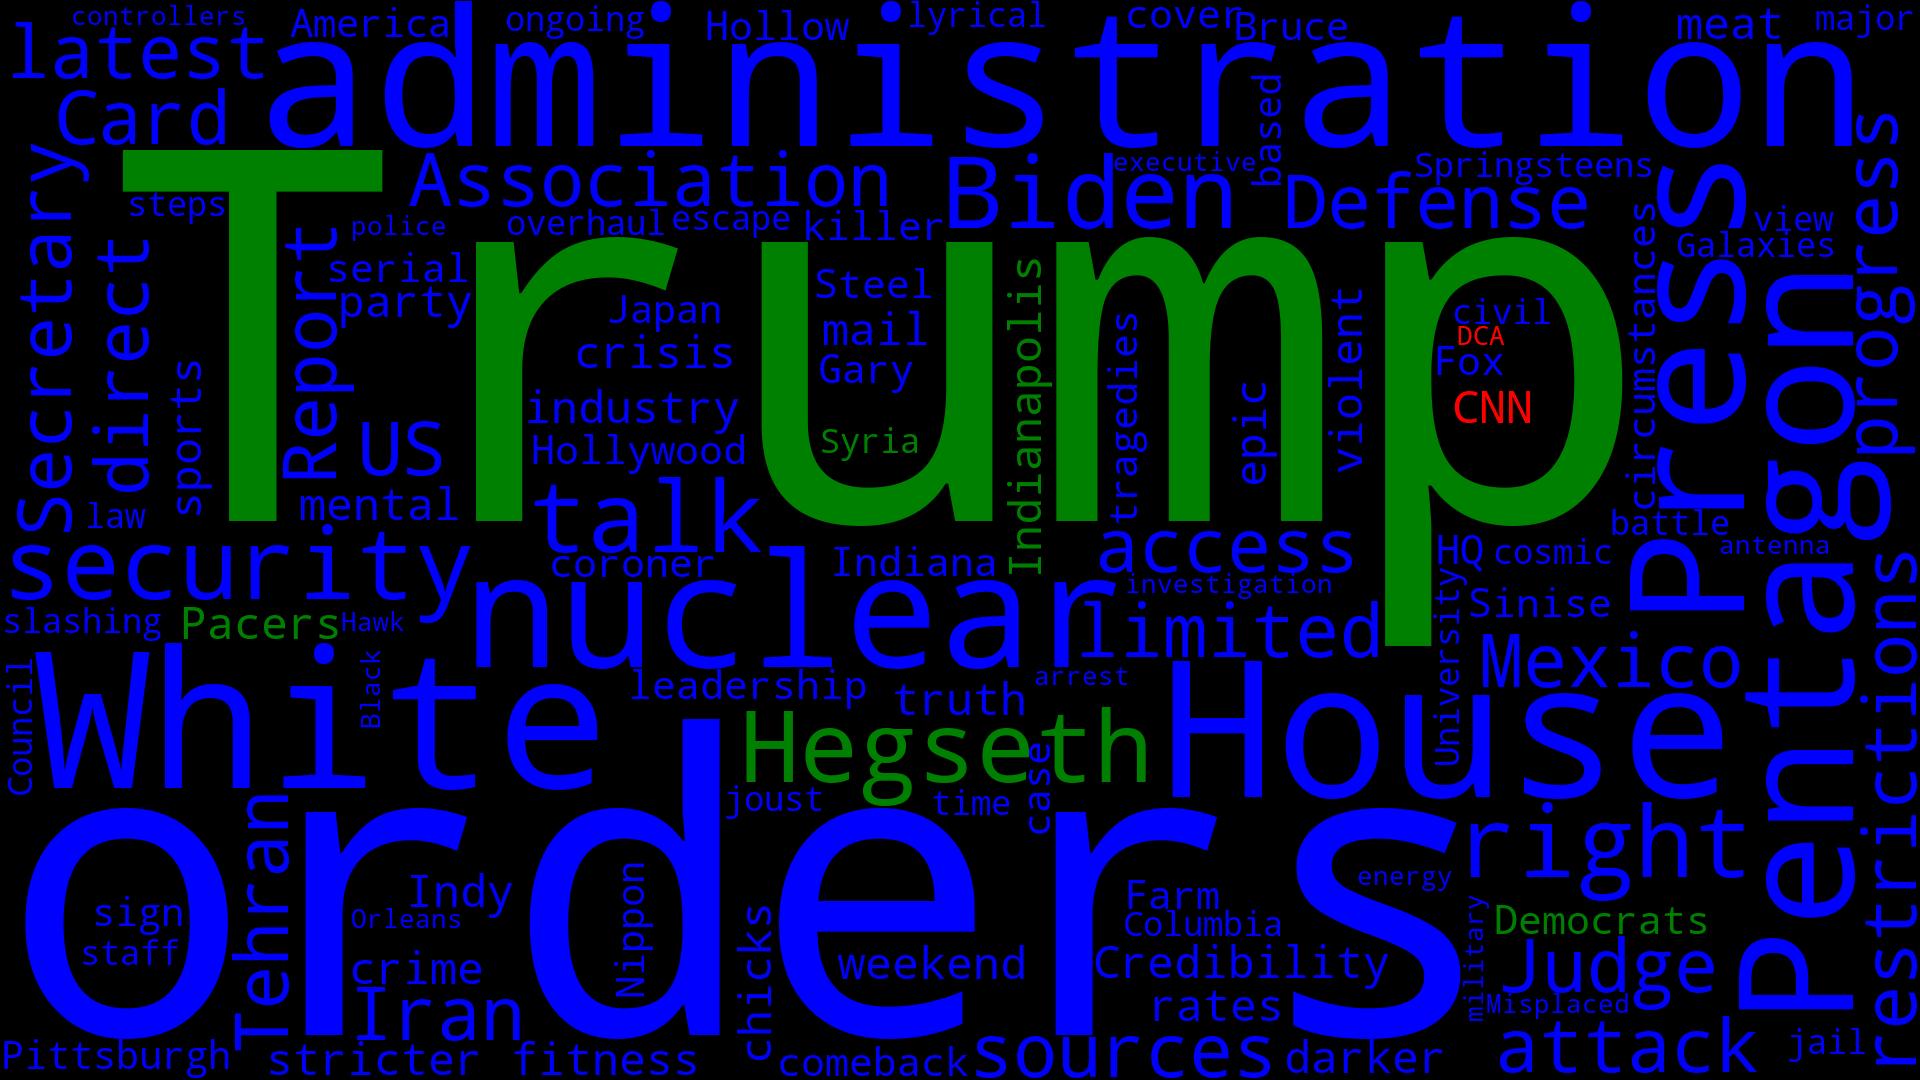 controllers
America
ongoing
Hollow
lyrical
cover
Bruce
meat
major
latest
administration
Card
based
Secretary
Trump
steps
Association
Biden
executive
Defense
Springsteens
Press
progress
police
overhaul
escape
killer
view
Galaxies
direct
Report
serial
party
Japan
Steel
mail
Indianapolis
tragedies
violent
civil
DCA
Fox
CNN
circumstances
Pentagon
crisis
Gary
sports
US
industry
Hollywood
Syria
epic
mental
law
talk
battle
security
coroner
Indiana
access
HQ
cosmic
antenna
nuclear
investigation
slashing
Pacers
Hawk
limited
University
Sinise
restrictions
Council
White
Black
leadership
truth
arrest
House
Mexico
Hegseth
case
orders
joust
time
Tehran
right
sign
staff
Indy
Orleans
Nippon
chicks
Farm
Columbia
energy
military
Democrats
crime
weekend
Credibility
Judge
Iran
rates
Misplaced
Pittsburgh
stricter
fitness
comeback
sources
darker
attack
jail